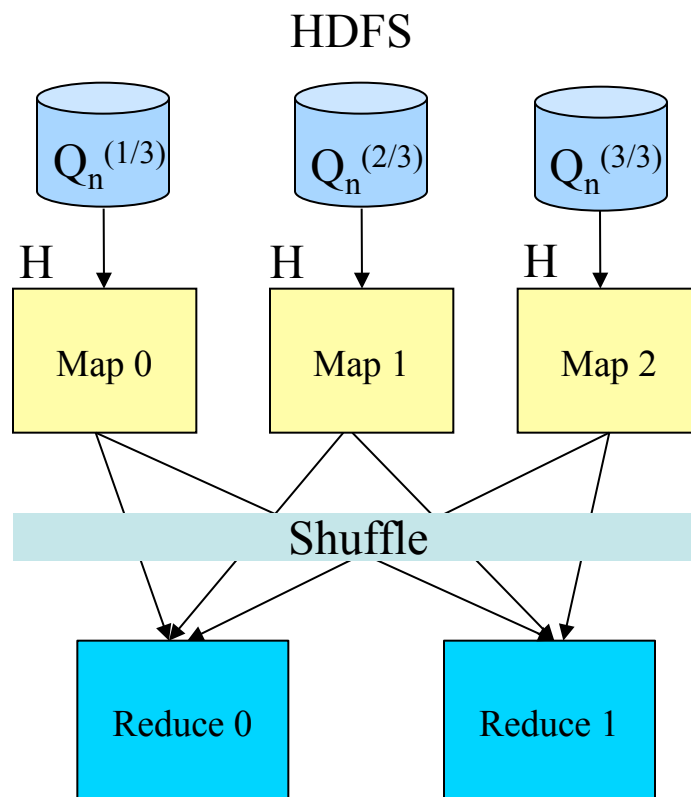 HDFS
Qn(1/3) Qn(2/3) Qn(3/3)
H H H
Map 0 Map 1 Map 2
Shuffle
Reduce 0 Reduce 1